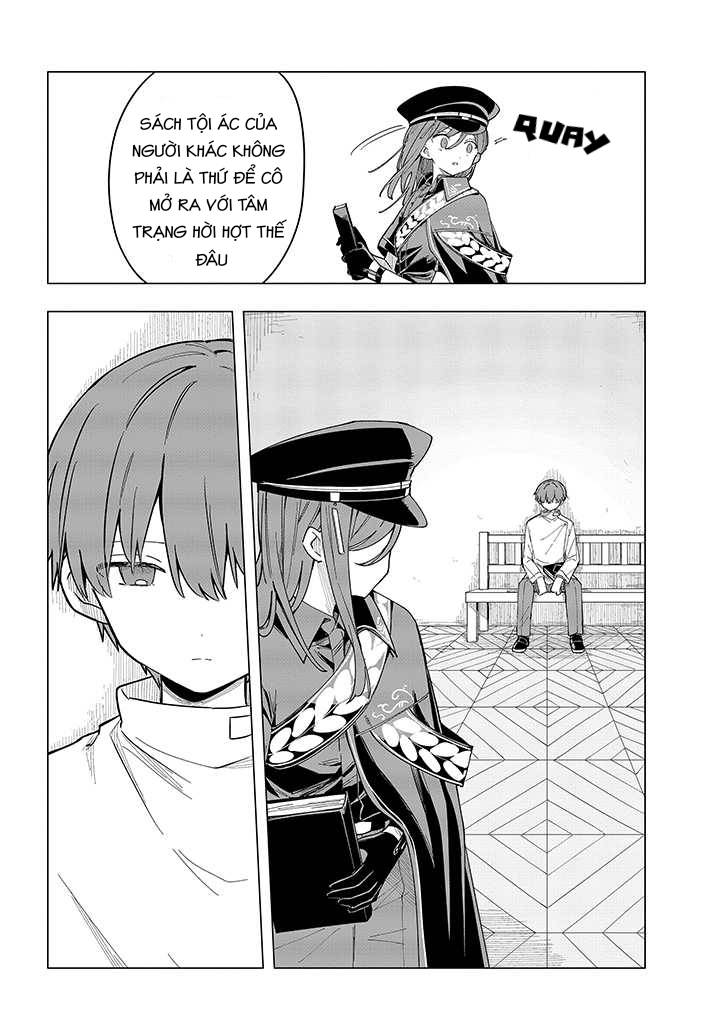 SÁCH TỘI ÁC CỦA
NGƯỜI KHÁC KHÔNG
PHẢI LÀ THỨ ĐỂ CÔ
MỞ RA VỚI TÂM
TRẠNG HỜI HỢT THẾ
ĐÂU
QUAY